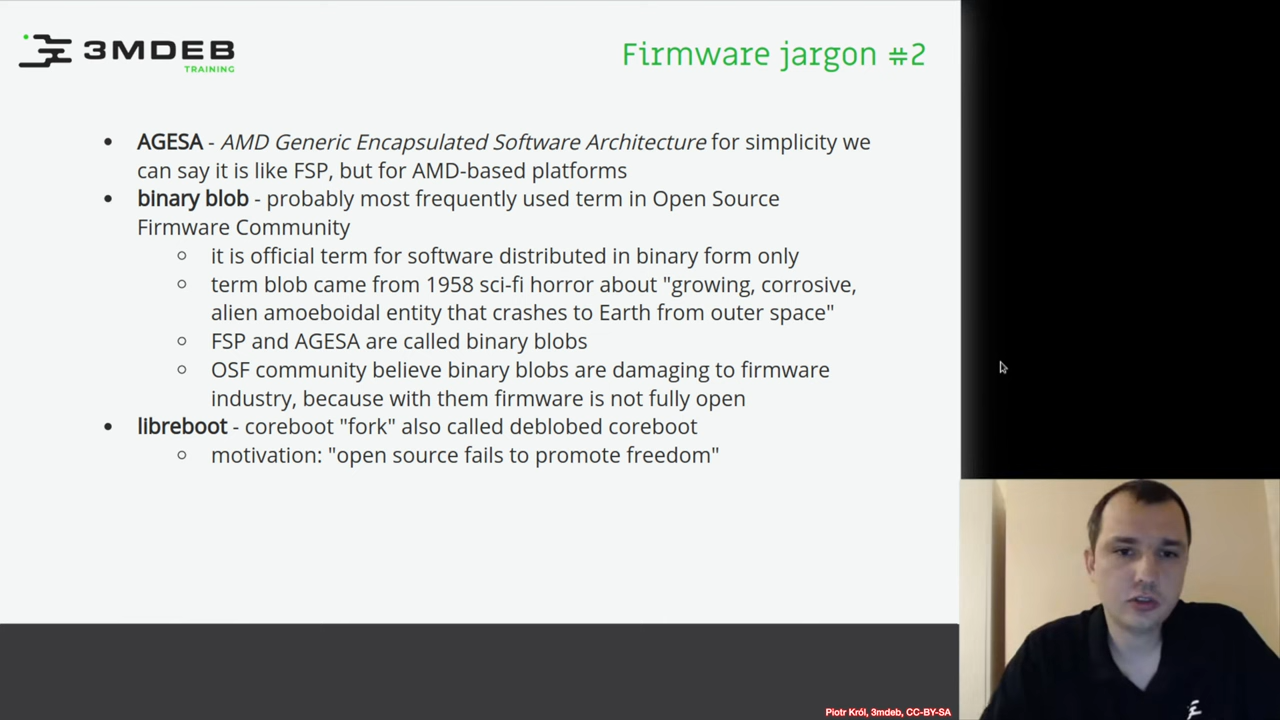 3MDEB
TRAINING
Firmware jargon #2
• AGESA - AMD Generic Encapsulated Software Architecture for simplicity we
can say it is like FSP, but for AMD-based platforms
• binary blob - probably most frequently used term in Open Source
Firmware Community
○ it is official term for software distributed in binary form only
○ term blob came from 1958 sci-fi horror about "growing, corrosive,
alien amoeboidal entity that crashes to Earth from outer space"
○ FSP and AGESA are called binary blobs
○ OSF community believe binary blobs are damaging to firmware
industry, because with them firmware is not fully open
• libreboot - coreboot "fork" also called deblobed coreboot
○ motivation: "open source fails to promote freedom"
Piotr Król, 3mdeb, CC-BY-SA